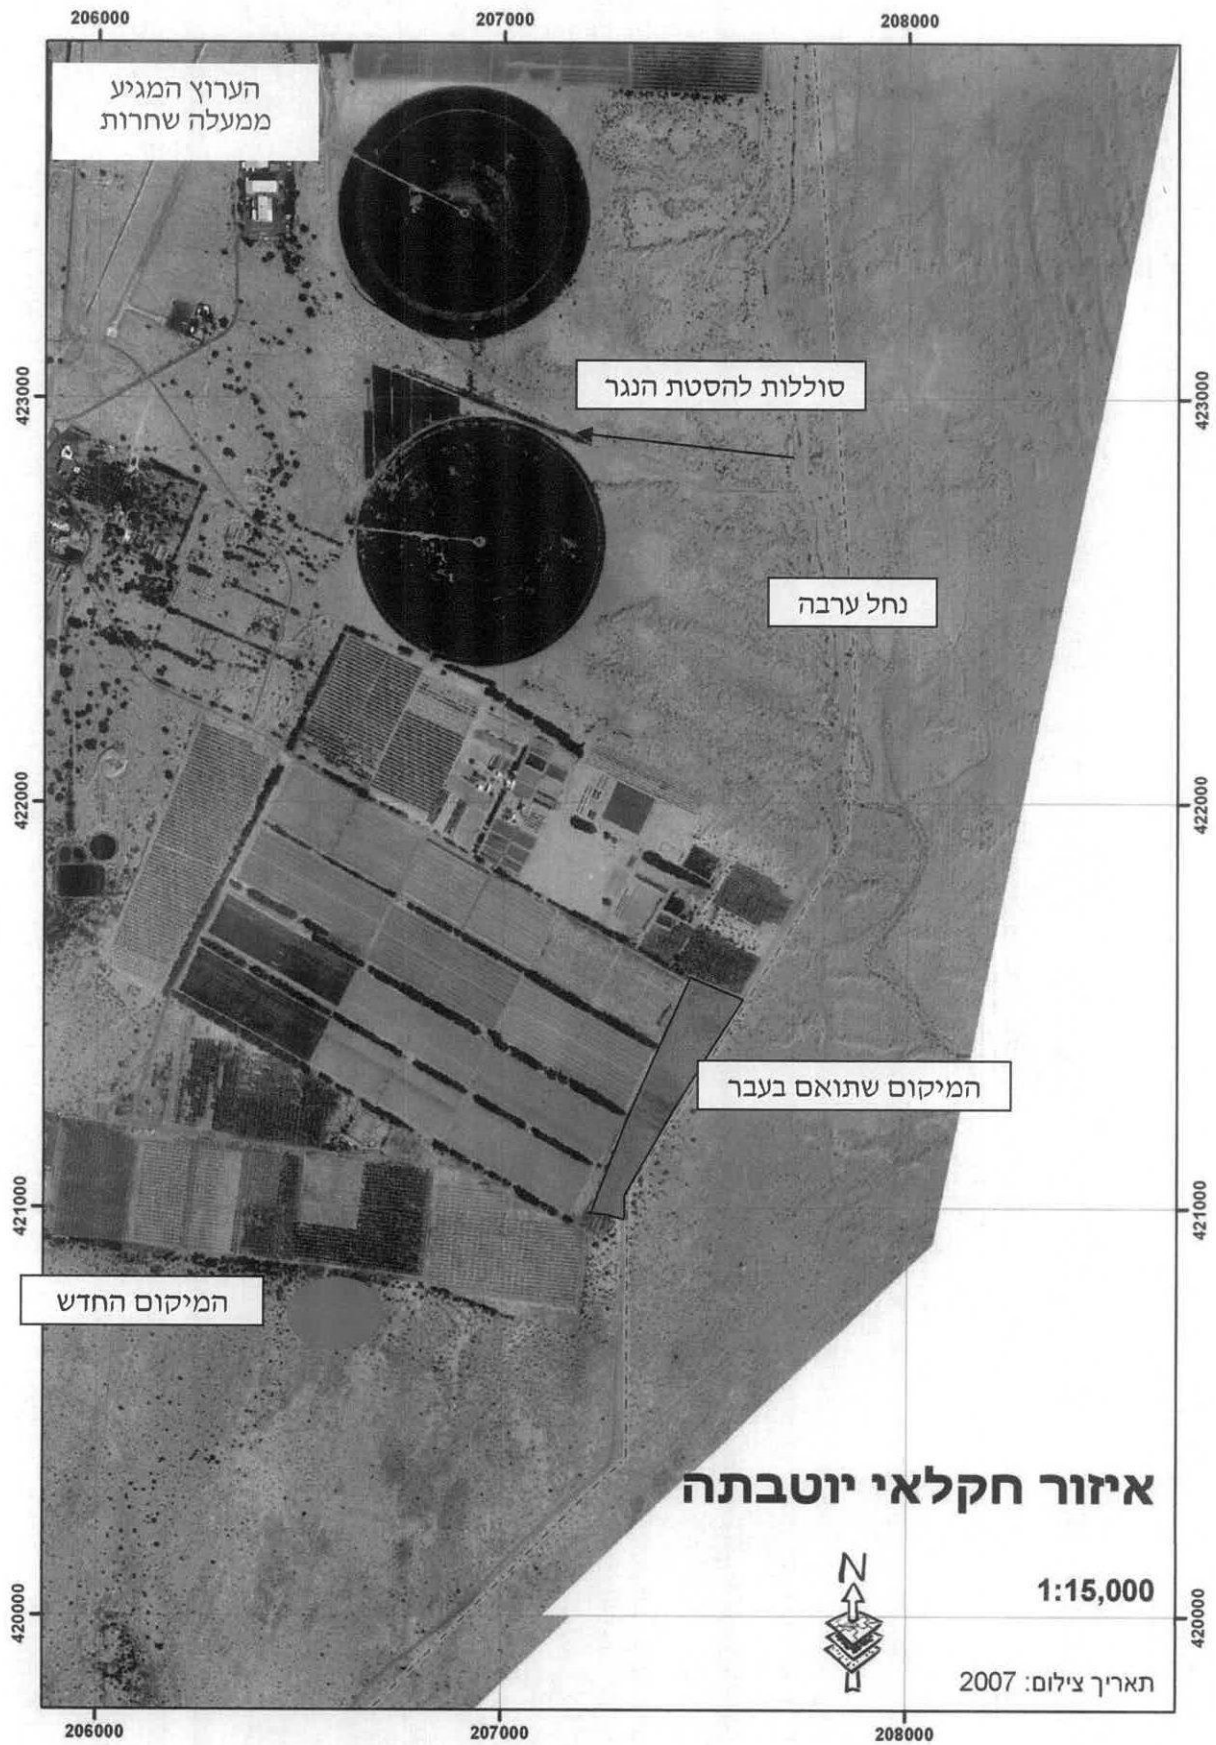 206000
207000
208000
הערוץ המגיע
ממעלה שחרות
סוללות להסטת הנגר
423000
423000
נחל ערבה
422000
422000
המיקום שתואם בעבר
421000
421000
המיקום החדש
איזור חקלאי יוטבתה
N
1:15,000
420000
420000
תאריך צילום: 2007
206000
207000
208000